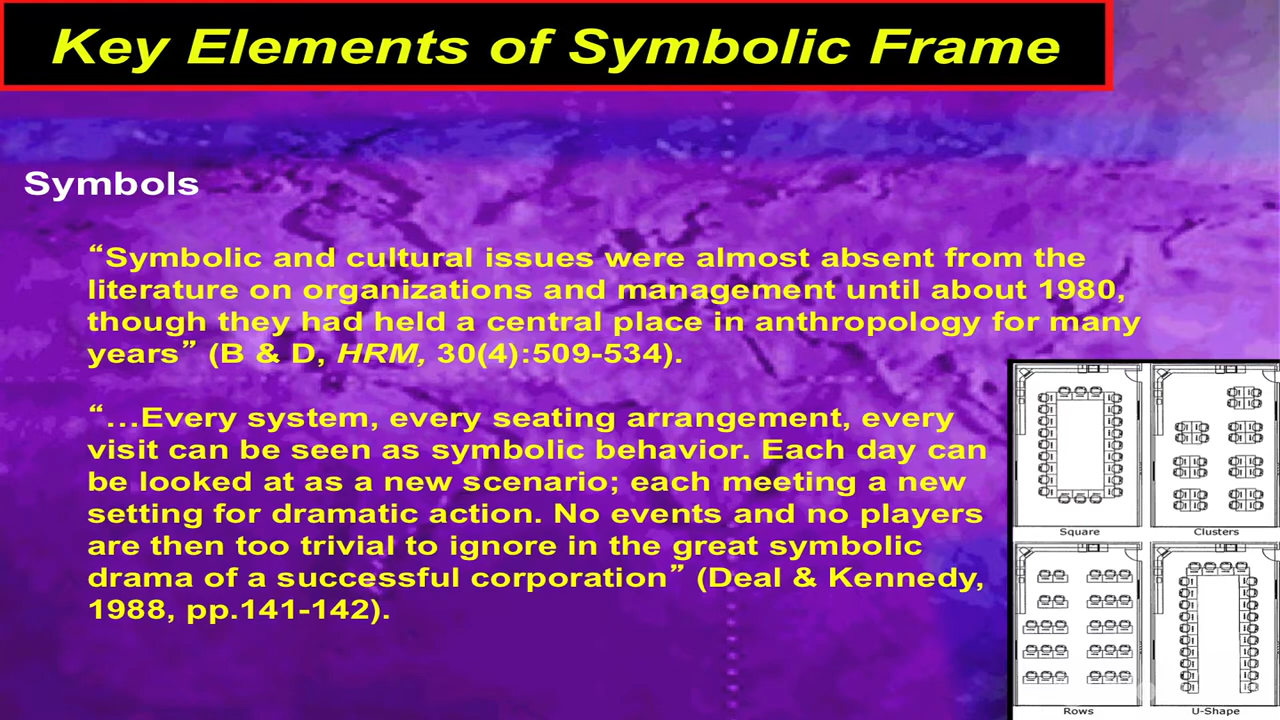 Key Elements of Symbolic Frame
Symbols
“Symbolic and cultural issues were almost absent from the
literature on organizations and management until about 1980,
though they had held a central place in anthropology for many
years” (B & D, HRM, 30(4):509-534).
“…Every system, every seating arrangement, every
visit can be seen as symbolic behavior. Each day can
be looked at as a new scenario; each meeting a new
setting for dramatic action. No events and no players
are then too trivial to ignore in the great symbolic
drama of a successful corporation” (Deal & Kennedy,
1988, pp.141-142).
Square
Clusters
Rows
U-Shape